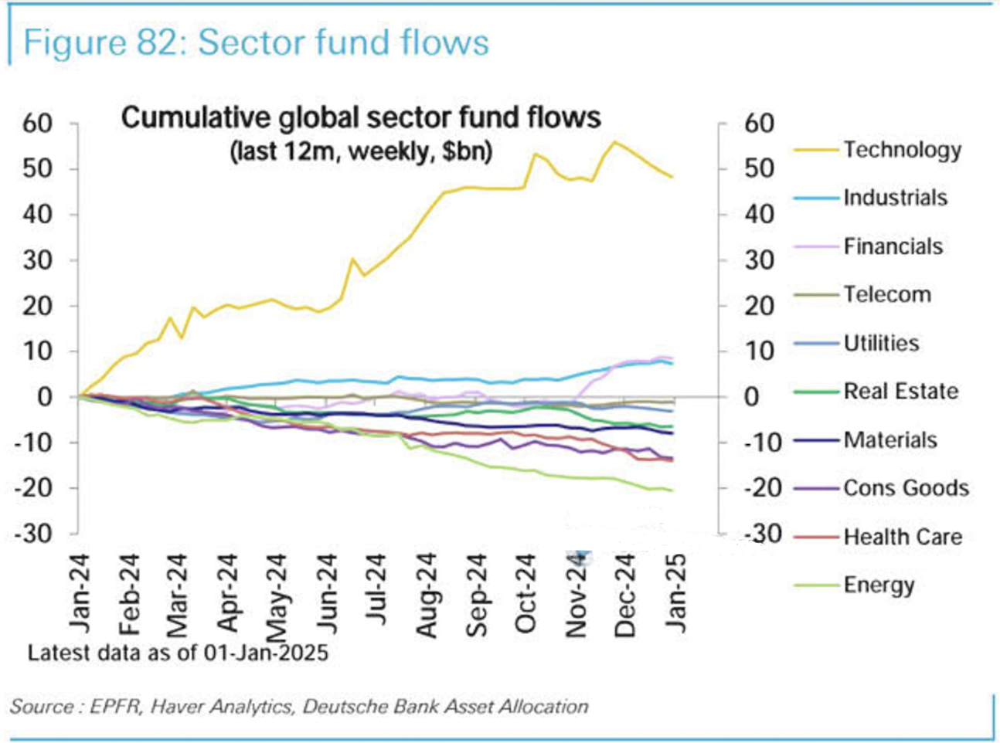 Figure 82: Sector fund flows
Cumulative global sector fund flows
(last 12m, weekly, $bn)
60
50
40
30
20
10
0
-10
-20
-30
60
50
40
30
20
10
0
-10
-20
-30
Technology
Industrials
Financials
Telecom
Utilities
Real Estate
Materials
Cons Goods
Health Care
Energy
Jan-24
Feb-24
Mar-24
Apr-24
May-24
Jun-24
Jul-24
Aug-24
Sep-24
Oct-24
Nov-24
Dec-24
Jan-25
Latest data as of 01-Jan-2025
Source : EPFR, Haver Analytics, Deutsche Bank Asset Allocation